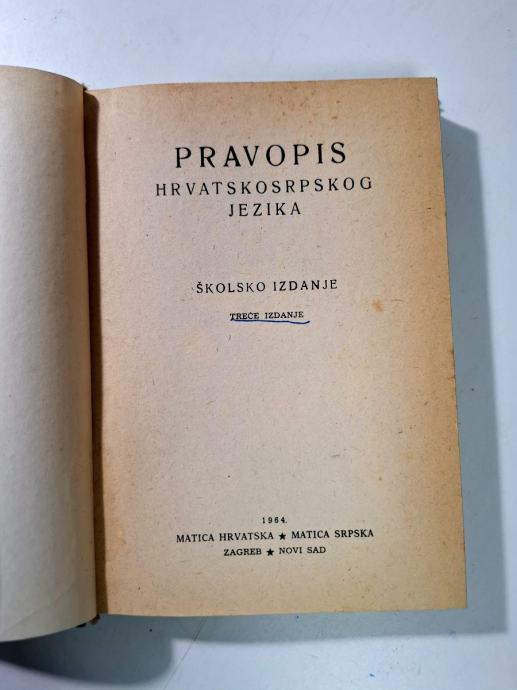 PRAVOPIS
HRVATSKOSRPSKOG
JEZIKA
ŠKOLSKO IZDANJE
TREĆE IZDANJE
1964.
MATICA HRVATSKA ★ MATICA SRPSKA
ZAGREB ★ NOVI SAD